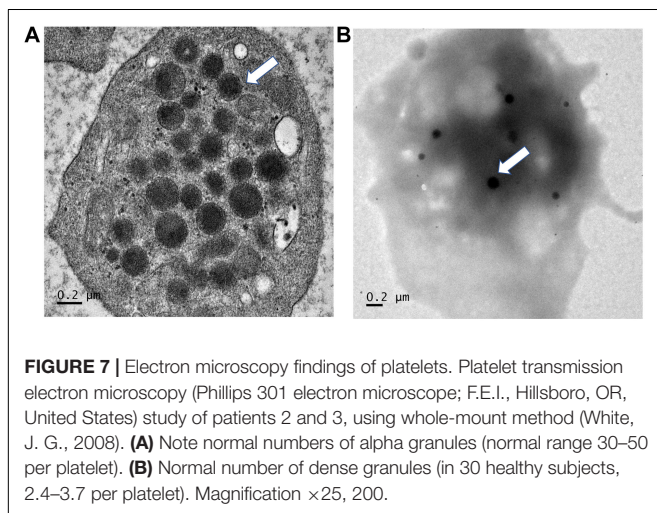 A
B
0.2 µm
0.2 µm
FIGURE 7 | Electron microscopy findings of platelets. Platelet transmission
electron microscopy (Phillips 301 electron microscope; F.E.I., Hillsboro, OR,
United States) study of patients 2 and 3, using whole-mount method (White,
J. G., 2008). (A) Note normal numbers of alpha granules (normal range 30–50
per platelet). (B) Normal number of dense granules (in 30 healthy subjects,
2.4–3.7 per platelet). Magnification ×25, 200.